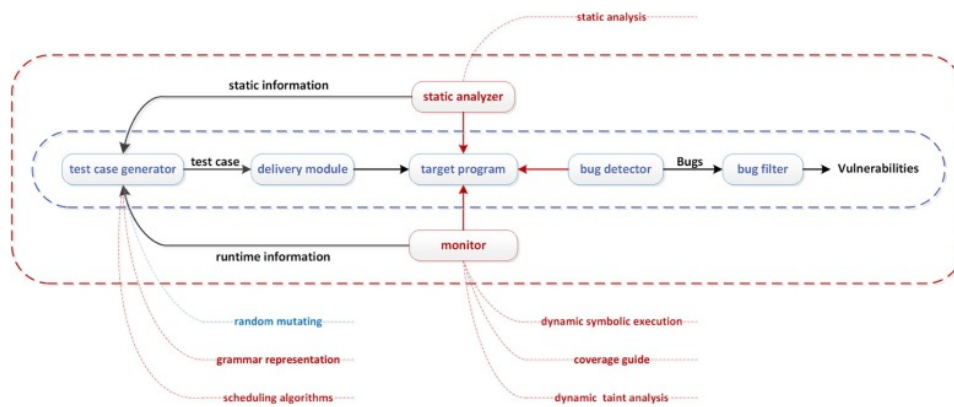 static analysis
static information
static analyzer
test case generator
test case
delivery module
target program
bug detector
Bugs
bug filter
Vulnerabilities
monitor
runtime information
random mutating
dynamic symbolic execution
grammar representation
coverage guide
scheduling algorithms
dynamic taint analysis